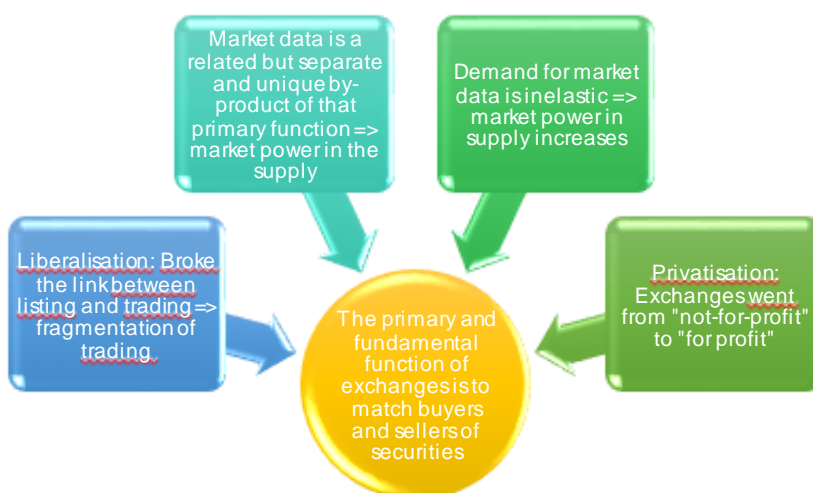 Market data is a
related but separate
and unique by-
product of that
primary function =>
market power in the
supply
Demand for market
data is inelastic =>
market power in
supply increases
Liberalisation: Broke
the link between
listing and trading =>
fragmentation of
trading
Privatisation:
Exchanges went
from "not-for-profit"
to "for profit"
The primary and
fundamental
function of
exchanges is to
match buyers
and sellers of
securities